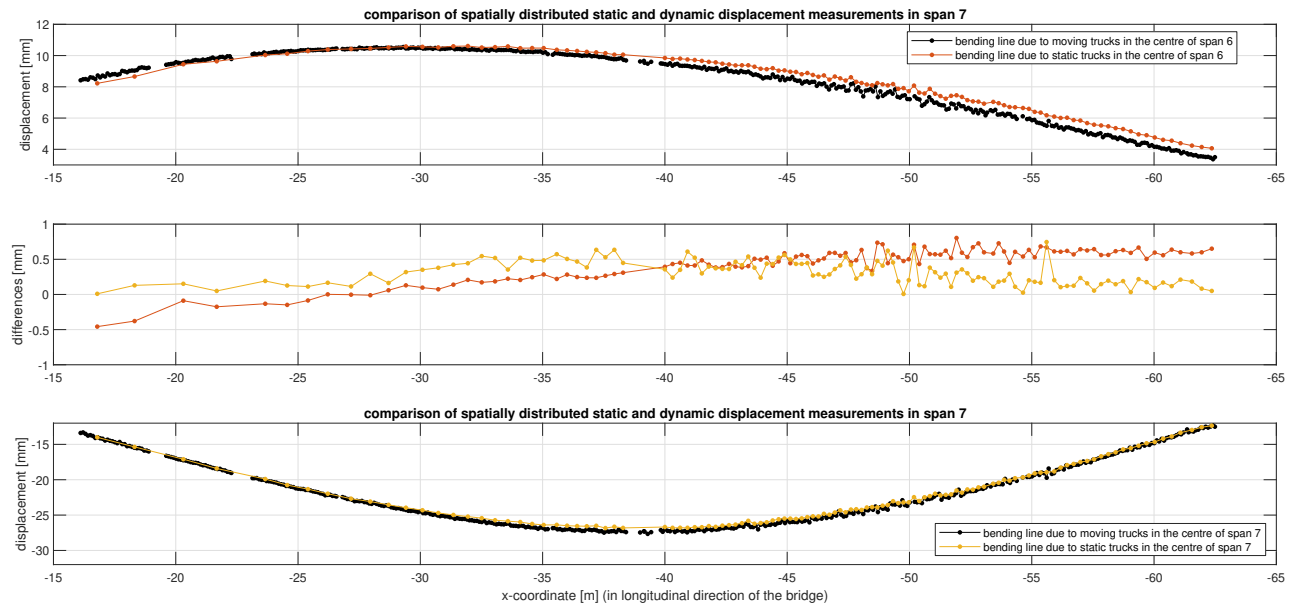 comparison of spatially distributed static and dynamic displacement measurements in span 7
displacement [mm]
12
10
8
6
4
bending line due to moving trucks in the centre of span 6
bending line due to static trucks in the centre of span 6
-15 -20 -25 -30 -35 -40 -45 -50 -55 -60 -65
differences [mm]
1
0.5
0
-0.5
-1
-15 -20 -25 -30 -35 -40 -45 -50 -55 -60 -65
comparison of spatially distributed static and dynamic displacement measurements in span 7
displacement [mm]
-15
-20
-25
-30
bending line due to moving trucks in the centre of span 7
bending line due to static trucks in the centre of span 7
-15 -20 -25 -30 -35 -40 -45 -50 -55 -60 -65
x-coordinate [m] (in longitudinal direction of the bridge)